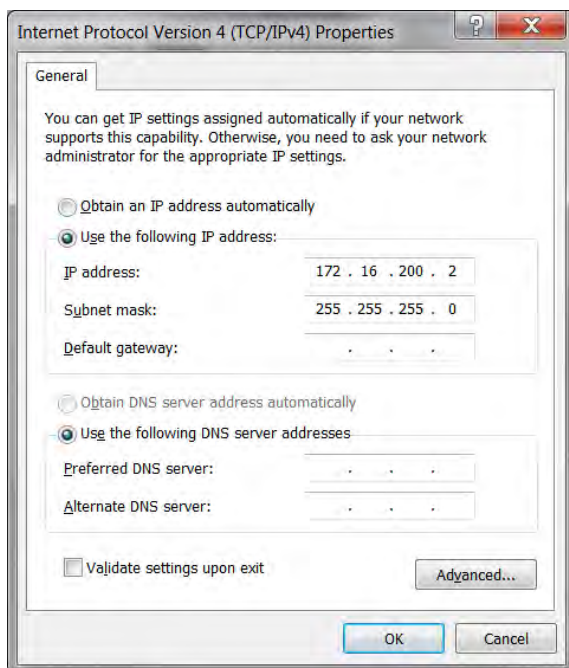 Internet Protocol Version 4 (TCP/IPv4) Properties
General
You can get IP settings assigned automatically if your network
supports this capability. Otherwise, you need to ask your network
administrator for the appropriate IP settings.
Obtain an IP address automatically
Use the following IP address:
IP address: 172 . 16 . 200 . 2
Subnet mask: 255 . 255 . 255 . 0
Default gateway: . . .
Obtain DNS server address automatically
Use the following DNS server addresses
Preferred DNS server: . . .
Alternate DNS server: . . .
Validate settings upon exit
Advanced...
OK Cancel